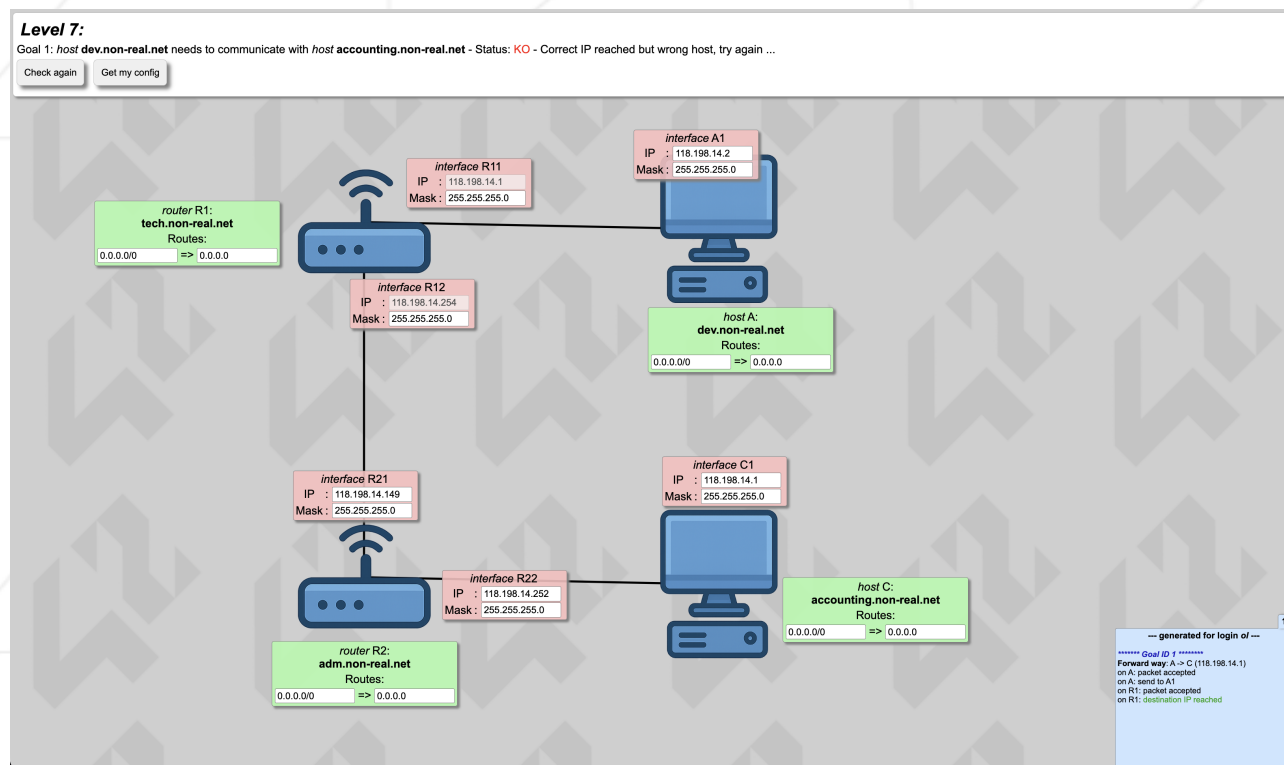 Level 7:
Goal 1: host dev.non-real.net needs to communicate with host accounting.non-real.net - Status: KO - Correct IP reached but wrong host, try again ...
Check again
Get my config
interface R11
IP : 118.198.14.1
Mask : 255.255.255.0
interface A1
IP : 118.198.14.2
Mask : 255.255.255.0
router R1:
tech.non-real.net
Routes:
0.0.0.0/0 => 0.0.0.0
interface R12
IP : 118.198.14.254
Mask : 255.255.255.0
host A:
dev.non-real.net
Routes:
0.0.0.0/0 => 0.0.0.0
interface R21
IP : 118.198.14.149
Mask : 255.255.255.0
interface C1
IP : 118.198.14.1
Mask : 255.255.255.0
interface R22
IP : 118.198.14.252
Mask : 255.255.255.0
host C:
accounting.non-real.net
Routes:
0.0.0.0/0 => 0.0.0.0
router R2:
adm.non-real.net
Routes:
0.0.0.0/0 => 0.0.0.0
--- generated for login ol ---
******* Goal ID 1 ********
Forward way: A -> C (118.198.14.1)
on A: packet accepted
on A: send to A1
on R1: packet accepted
on R1: destination IP reached